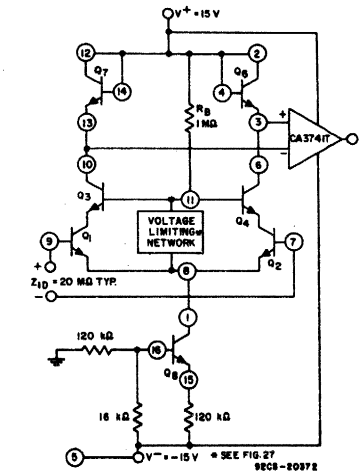 V⁺ = 15 V
12
2
Q7
14
4
Q6
RB
1 MΩ
13
3
+
CA3741T
10
6
−
Q3
11
Q4
VOLTAGE
LIMITING*
NETWORK
9
Q1
7
Q2
+
8
ZID = 20 MΩ TYP.
−
1
120 kΩ
16
Q8
15
16 kΩ
120 kΩ
5
V⁻ = −15 V
* SEE FIG. 27
92CS-20372